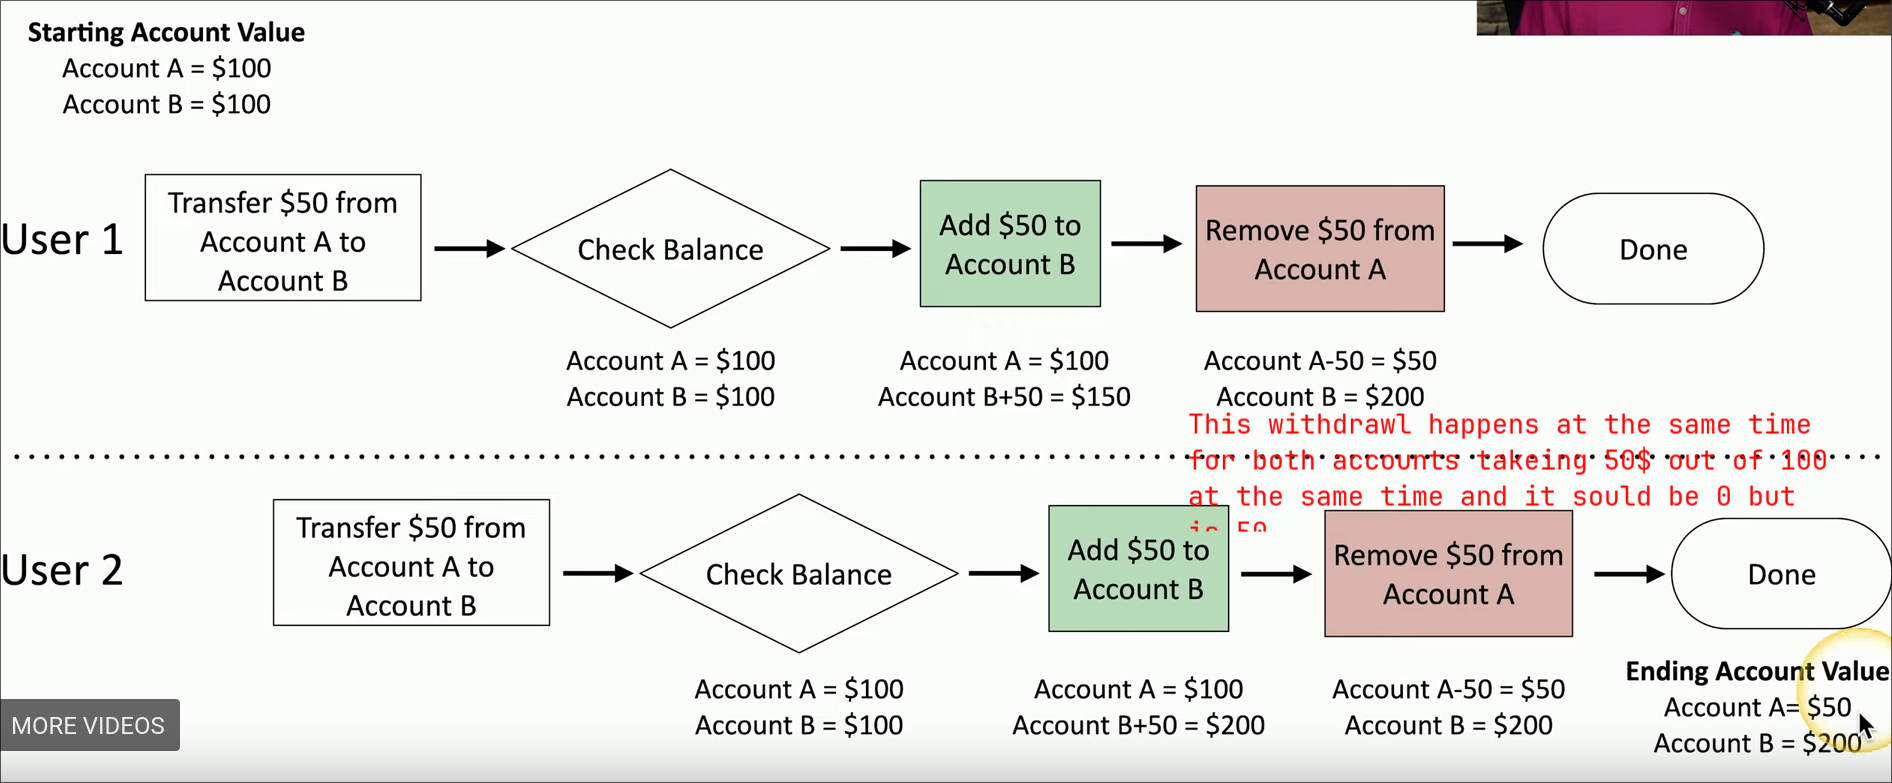 Starting Account Value
Account A = $100
Account B = $100
User 1
Transfer $50 from
Account A to
Account B
Check Balance
Account A = $100
Account B = $100
Add $50 to
Account B
Account A = $100
Account B+50 = $150
Remove $50 from
Account A
Account A-50 = $50
Account B = $200
Done
This withdrawl happens at the same time
for both accounts takeing 50$ out of 100
at the same time and it sould be 0 but
is 50
User 2
Transfer $50 from
Account A to
Account B
Check Balance
Account A = $100
Account B = $100
Add $50 to
Account B
Account A = $100
Account B+50 = $200
Remove $50 from
Account A
Account A-50 = $50
Account B = $200
Done
Ending Account Value
Account A= $50
Account B = $200
MORE VIDEOS